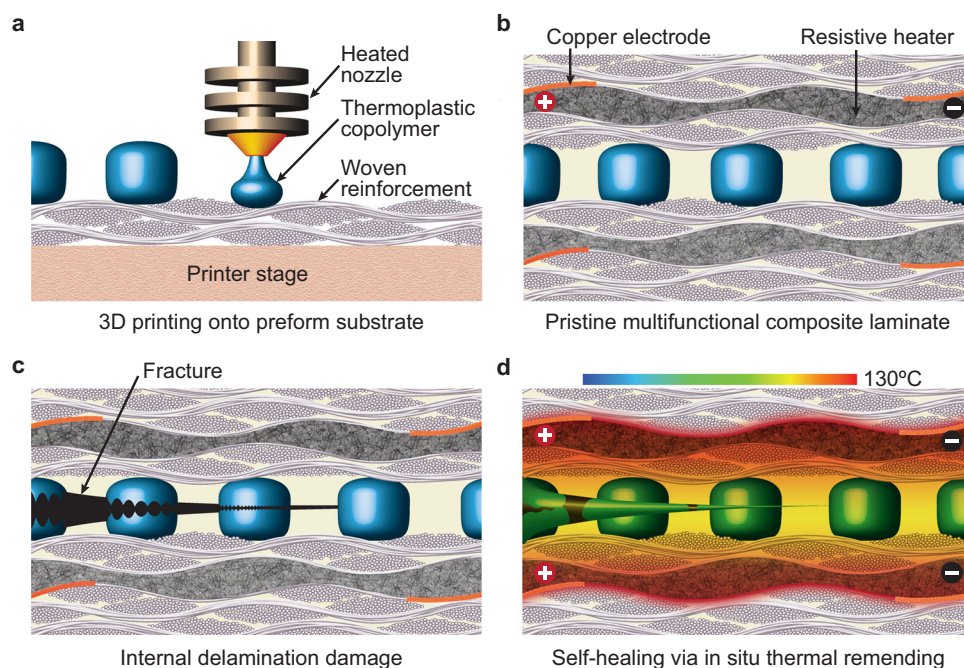 a
Heated
nozzle
Thermoplastic
copolymer
Woven
reinforcement
Printer stage
3D printing onto preform substrate
b
Copper electrode
Resistive heater
+
−
Pristine multifunctional composite laminate
c
Fracture
Internal delamination damage
d
130ºC
+
−
+
−
Self-healing via in situ thermal remending